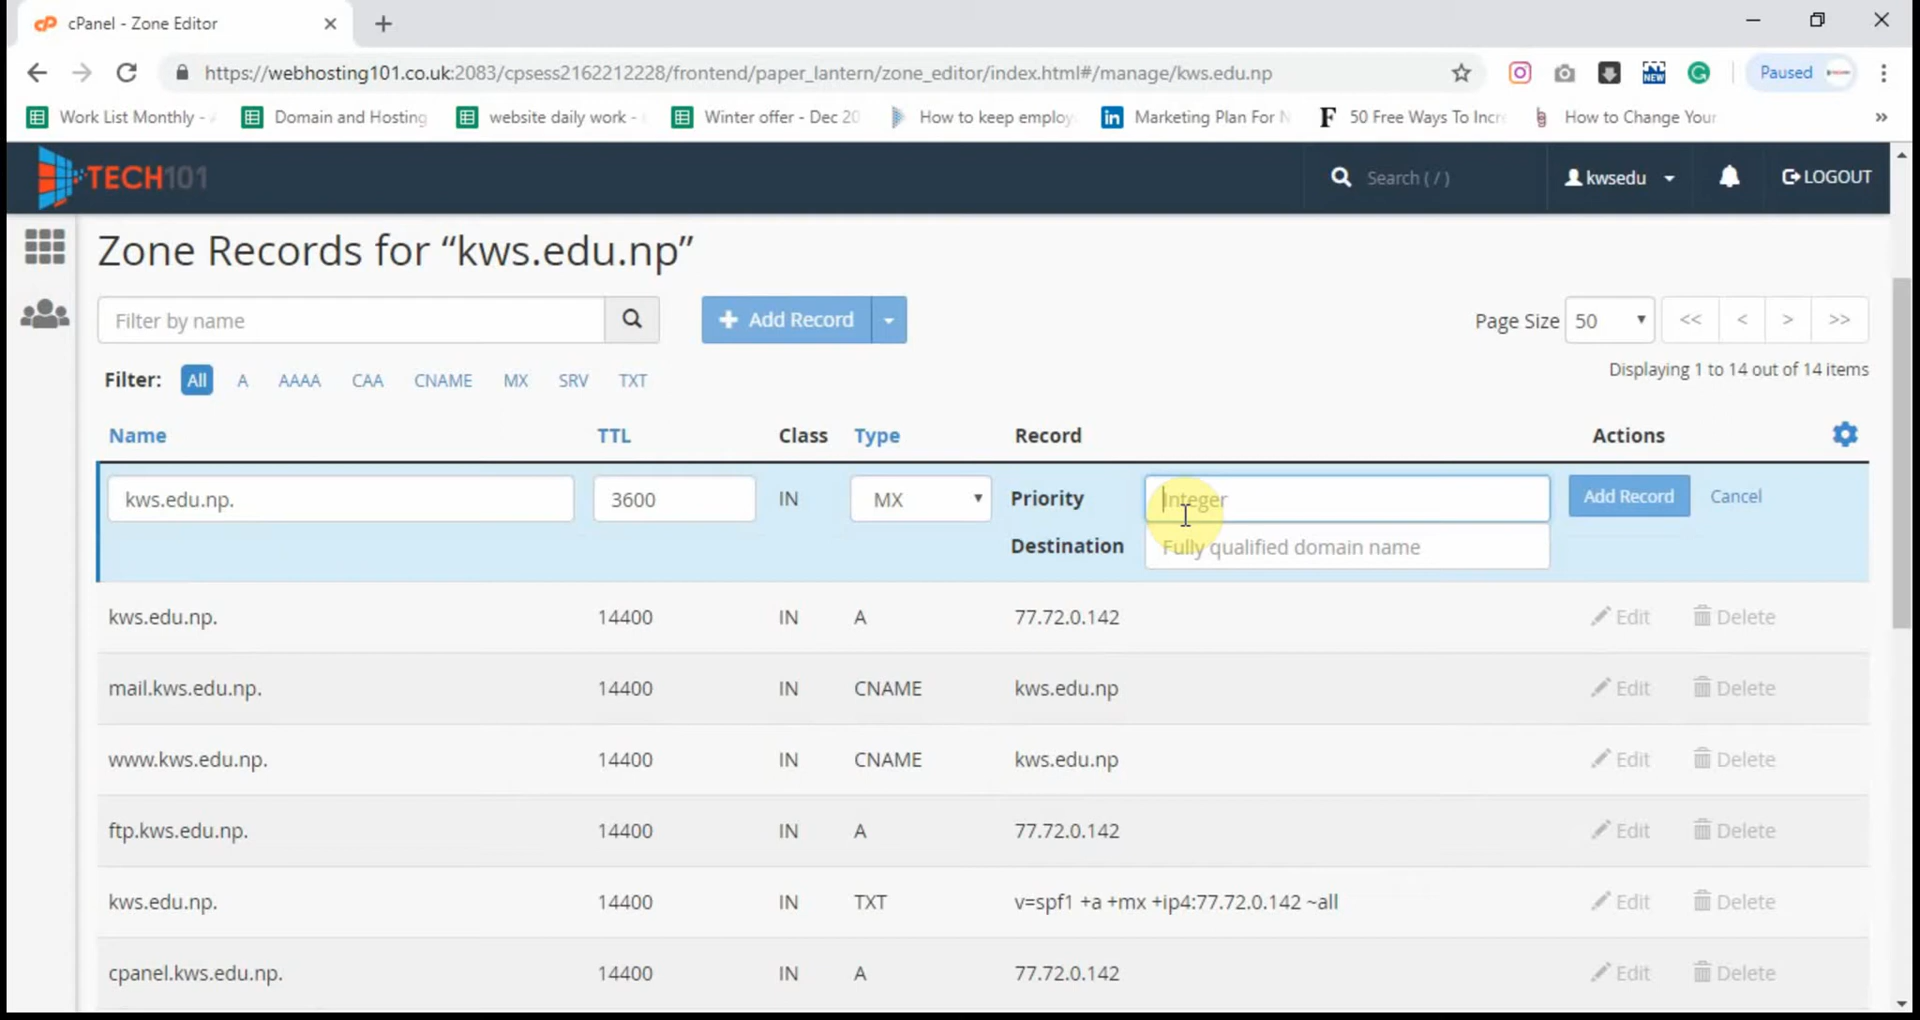 cP cPanel - Zone Editor
https://webhosting101.co.uk:2083/cpsess2162212228/frontend/paper_lantern/zone_editor/index.html#/manage/kws.edu.np
NEW
Paused
Work List Monthly -
Domain and Hosting
website daily work -
Winter offer - Dec 20
How to keep employ
in Marketing Plan For N
F 50 Free Ways To Incr
How to Change Your
»
TECH101
Search ( / )
kwsedu
LOGOUT
Zone Records for “kws.edu.np”
Filter by name
+ Add Record
Page Size 50
<< < > >>
Filter: All A AAAA CAA CNAME MX SRV TXT
Displaying 1 to 14 out of 14 items
Name TTL Class Type Record Actions
kws.edu.np. 3600 IN MX Priority Integer Add Record Cancel
Destination Fully qualified domain name
kws.edu.np. 14400 IN A 77.72.0.142 Edit Delete
mail.kws.edu.np. 14400 IN CNAME kws.edu.np Edit Delete
www.kws.edu.np. 14400 IN CNAME kws.edu.np Edit Delete
ftp.kws.edu.np. 14400 IN A 77.72.0.142 Edit Delete
kws.edu.np. 14400 IN TXT v=spf1 +a +mx +ip4:77.72.0.142 ~all Edit Delete
cpanel.kws.edu.np. 14400 IN A 77.72.0.142 Edit Delete